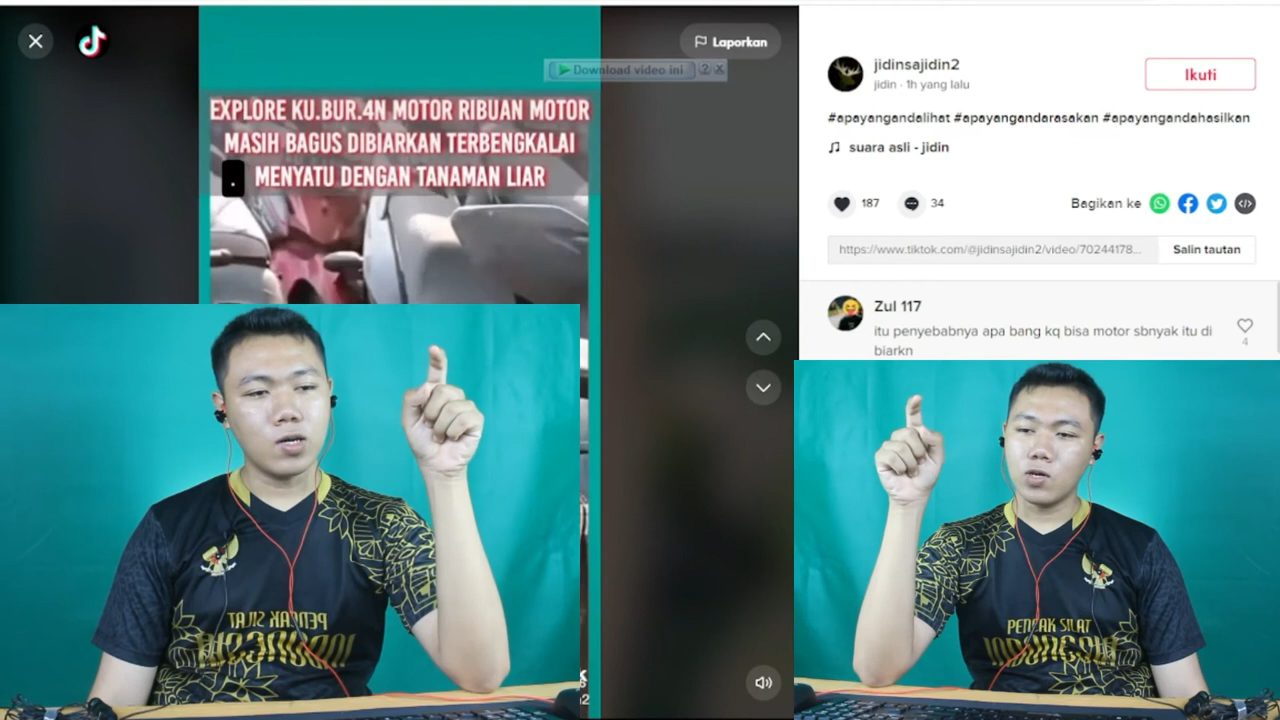 Laporkan
Download video ini ? X
EXPLORE KU.BUR.4N MOTOR RIBUAN MOTOR
MASIH BAGUS DIBIARKAN TERBENGKALAI
MENYATU DENGAN TANAMAN LIAR
jidinsajidin2
jidin · 1h yang lalu
Ikuti
#apayangandalihat #apayangandarasakan #apayangandahasilkan
suara asli - jidin
187
34
Bagikan ke
https://www.tiktok.com/@jidinsajidin2/video/70244178...
Salin tautan
Zul 117
itu penyebabnya apa bang kq bisa motor sbnyak itu di
biarkn
4
PENCAK SILAT
INDONESIA
PENCAK SILAT
INDONESIA